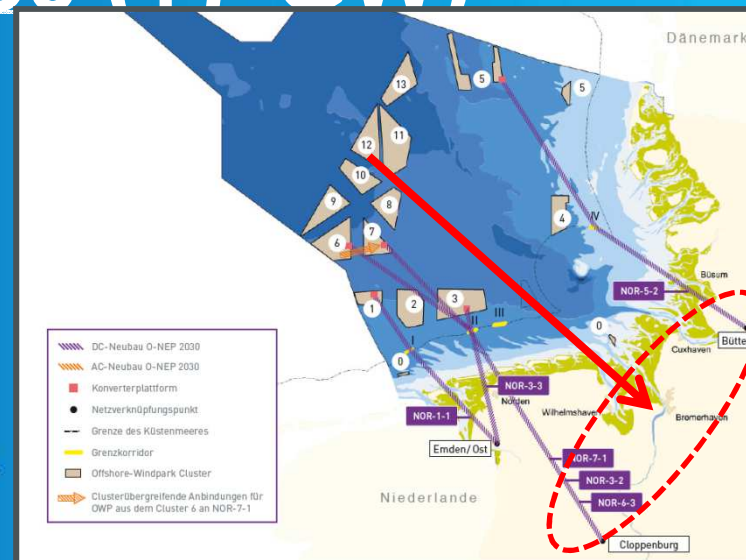 Dänemark
13
5
5
12
11
10
9
8
4
IV
7
6
Büsum
NOR-5-2
1
2
3
II
III
0
Bütte
I
Cuxhaven
0
NOR-3-3
Norden
Wilhelmshaven
Bremerhaven
NOR-1-1
Emden/ Ost
NOR-7-1
NOR-3-2
Niederlande
NOR-6-3
Cloppenburg
DC-Neubau O-NEP 2030
AC-Neubau O-NEP 2030
Konverterplattform
Netzverknüpfungspunkt
Grenze des Küstenmeeres
Grenzkorridor
Offshore-Windpark Cluster
Clusterübergreifende Anbindungen für
OWP aus dem Cluster 6 an NOR-7-1